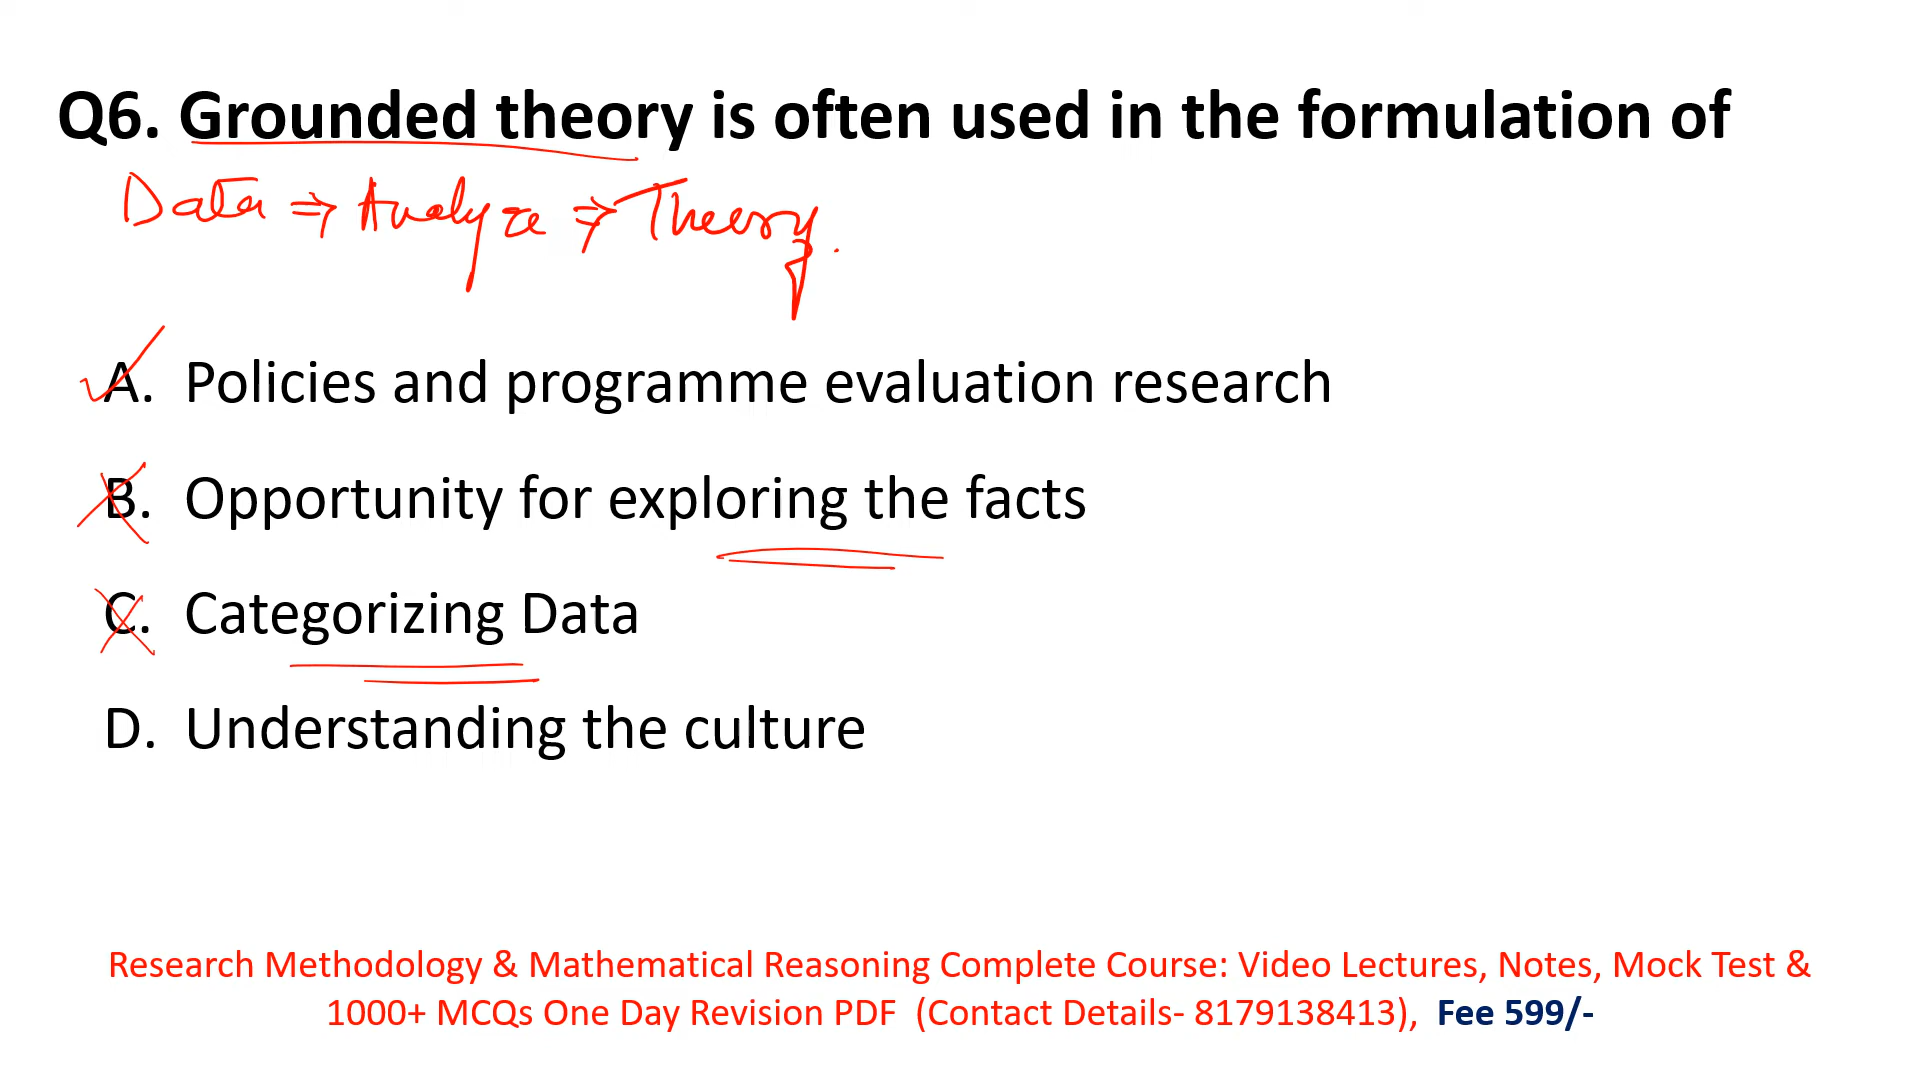 Q6. Grounded theory is often used in the formulation of
Data ⇒ Analyze ⇒ Theory.
A. Policies and programme evaluation research
B. Opportunity for exploring the facts
C. Categorizing Data
D. Understanding the culture
Research Methodology & Mathematical Reasoning Complete Course: Video Lectures, Notes, Mock Test &
1000+ MCQs One Day Revision PDF (Contact Details- 8179138413), Fee 599/-